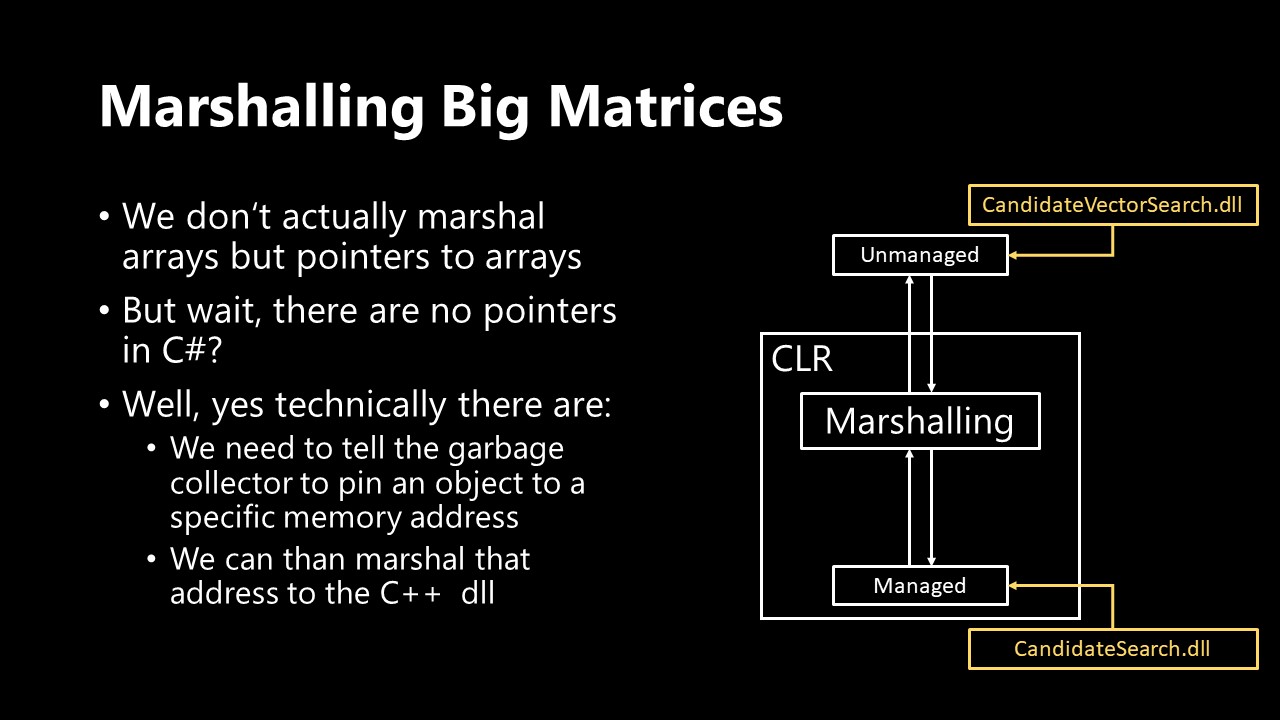 Marshalling Big Matrices
• We don‘t actually marshal
arrays but pointers to arrays
• But wait, there are no pointers
in C#?
• Well, yes technically there are:
• We need to tell the garbage
collector to pin an object to a
specific memory address
• We can than marshal that
address to the C++  dll
CandidateVectorSearch.dll
Unmanaged
CLR
Marshalling
Managed
CandidateSearch.dll